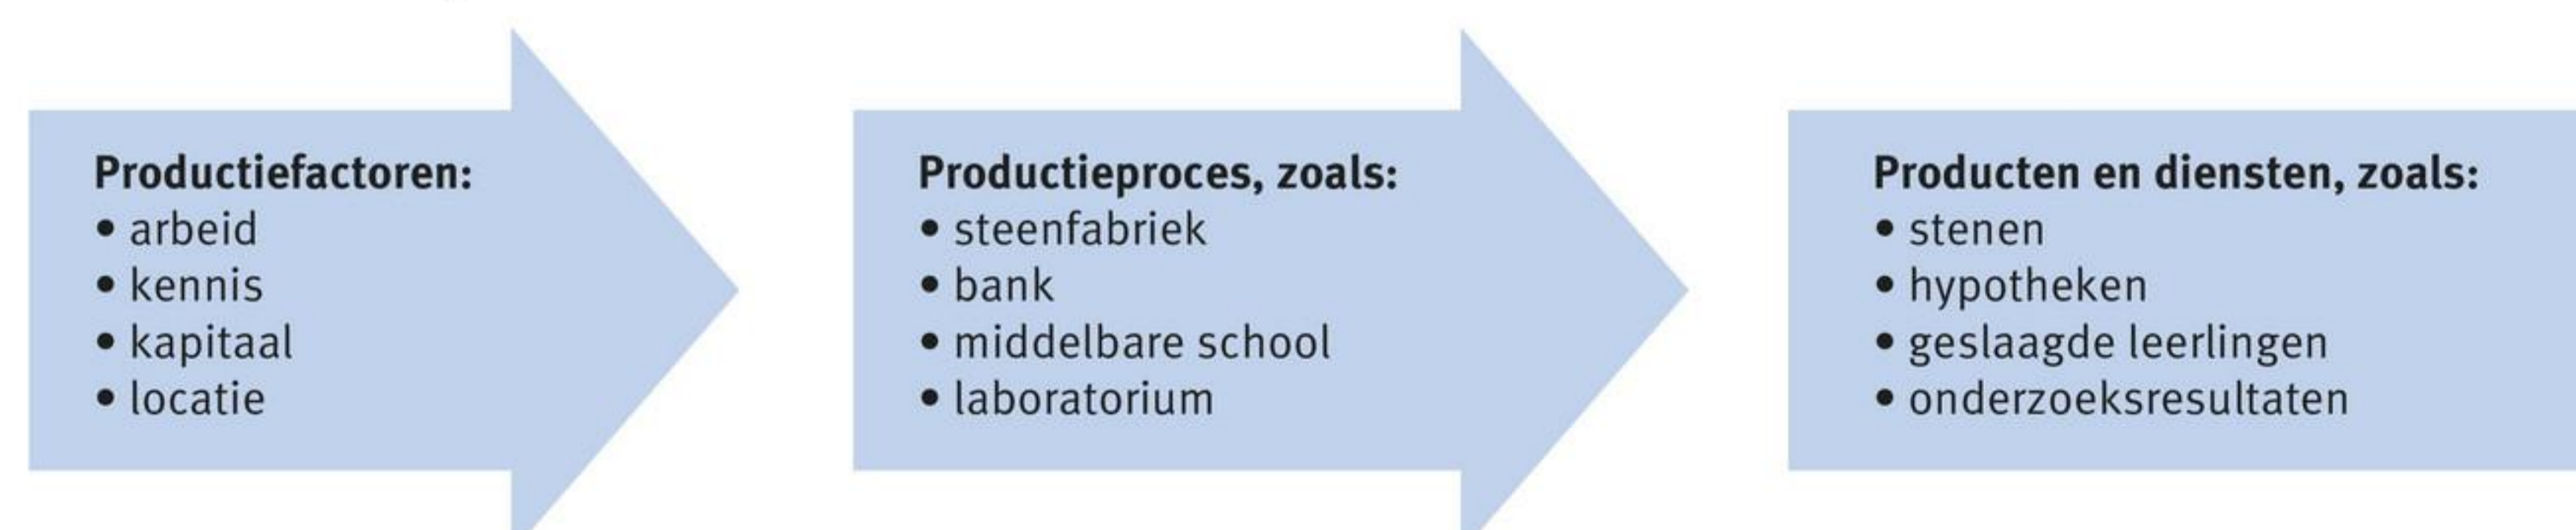 Productiefactoren:
• arbeid
• kennis
• kapitaal
• locatie
Productieproces, zoals:
• steenfabriek
• bank
• middelbare school
• laboratorium
Producten en diensten, zoals:
• stenen
• hypotheken
• geslaagde leerlingen
• onderzoeksresultaten